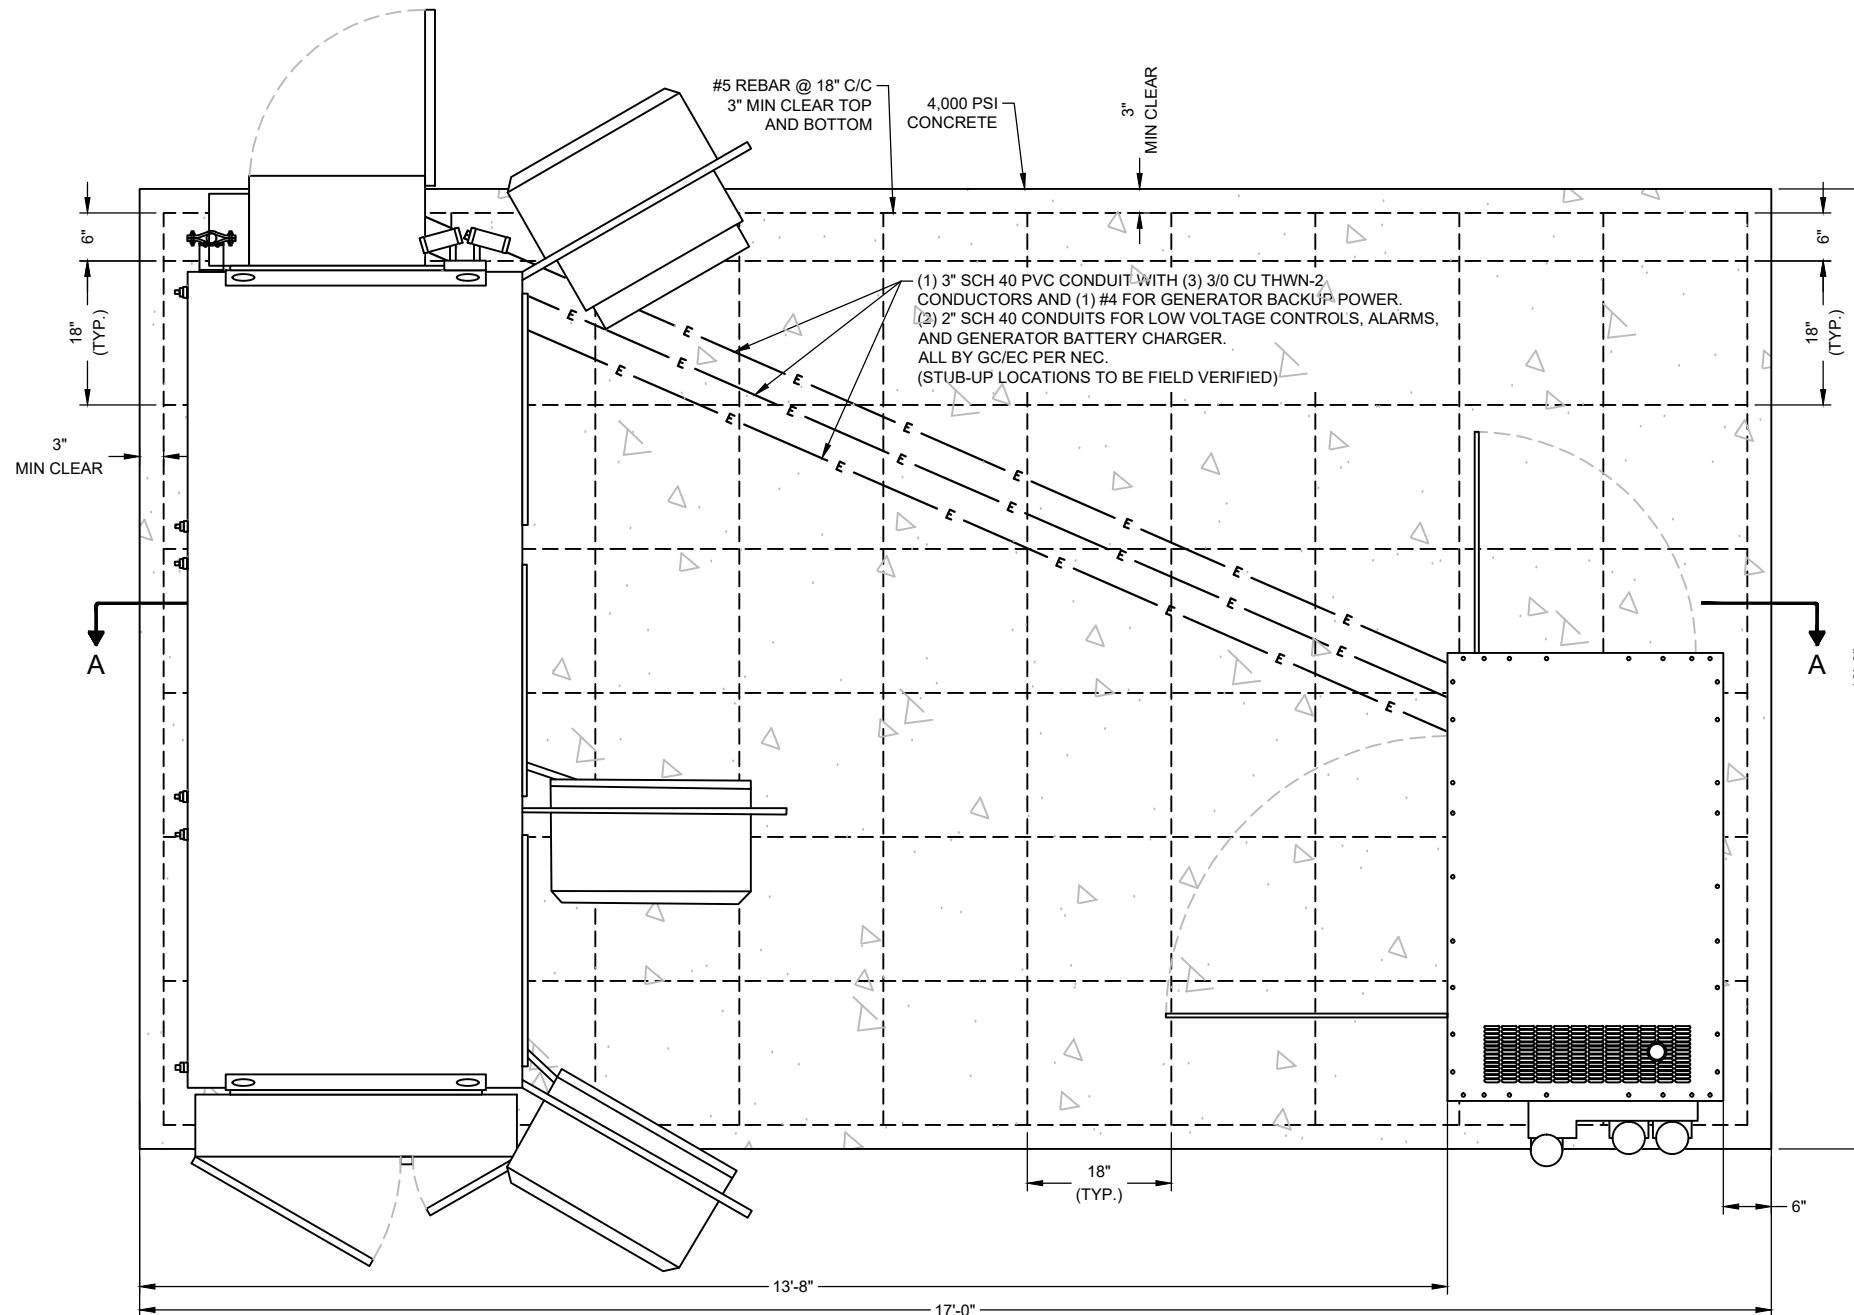 #5 REBAR @ 18" C/C
3" MIN CLEAR TOP
AND BOTTOM
4,000 PSI
CONCRETE
3"
MIN CLEAR
6"
18"
(TYP.)
3"
MIN CLEAR
(1) 3" SCH 40 PVC CONDUIT WITH (3) 3/0 CU THWN-2
CONDUCTORS AND (1) #4 FOR GENERATOR BACKUP POWER.
(2) 2" SCH 40 CONDUITS FOR LOW VOLTAGE CONTROLS, ALARMS,
AND GENERATOR BATTERY CHARGER.
ALL BY GC/EC PER NEC.
(STUB-UP LOCATIONS TO BE FIELD VERIFIED)
6"
18"
(TYP.)
E E E E E E E
E E E E E E E E
E E E E E E E E
A
A
18"
(TYP.)
6"
13'-8"
17'-0"